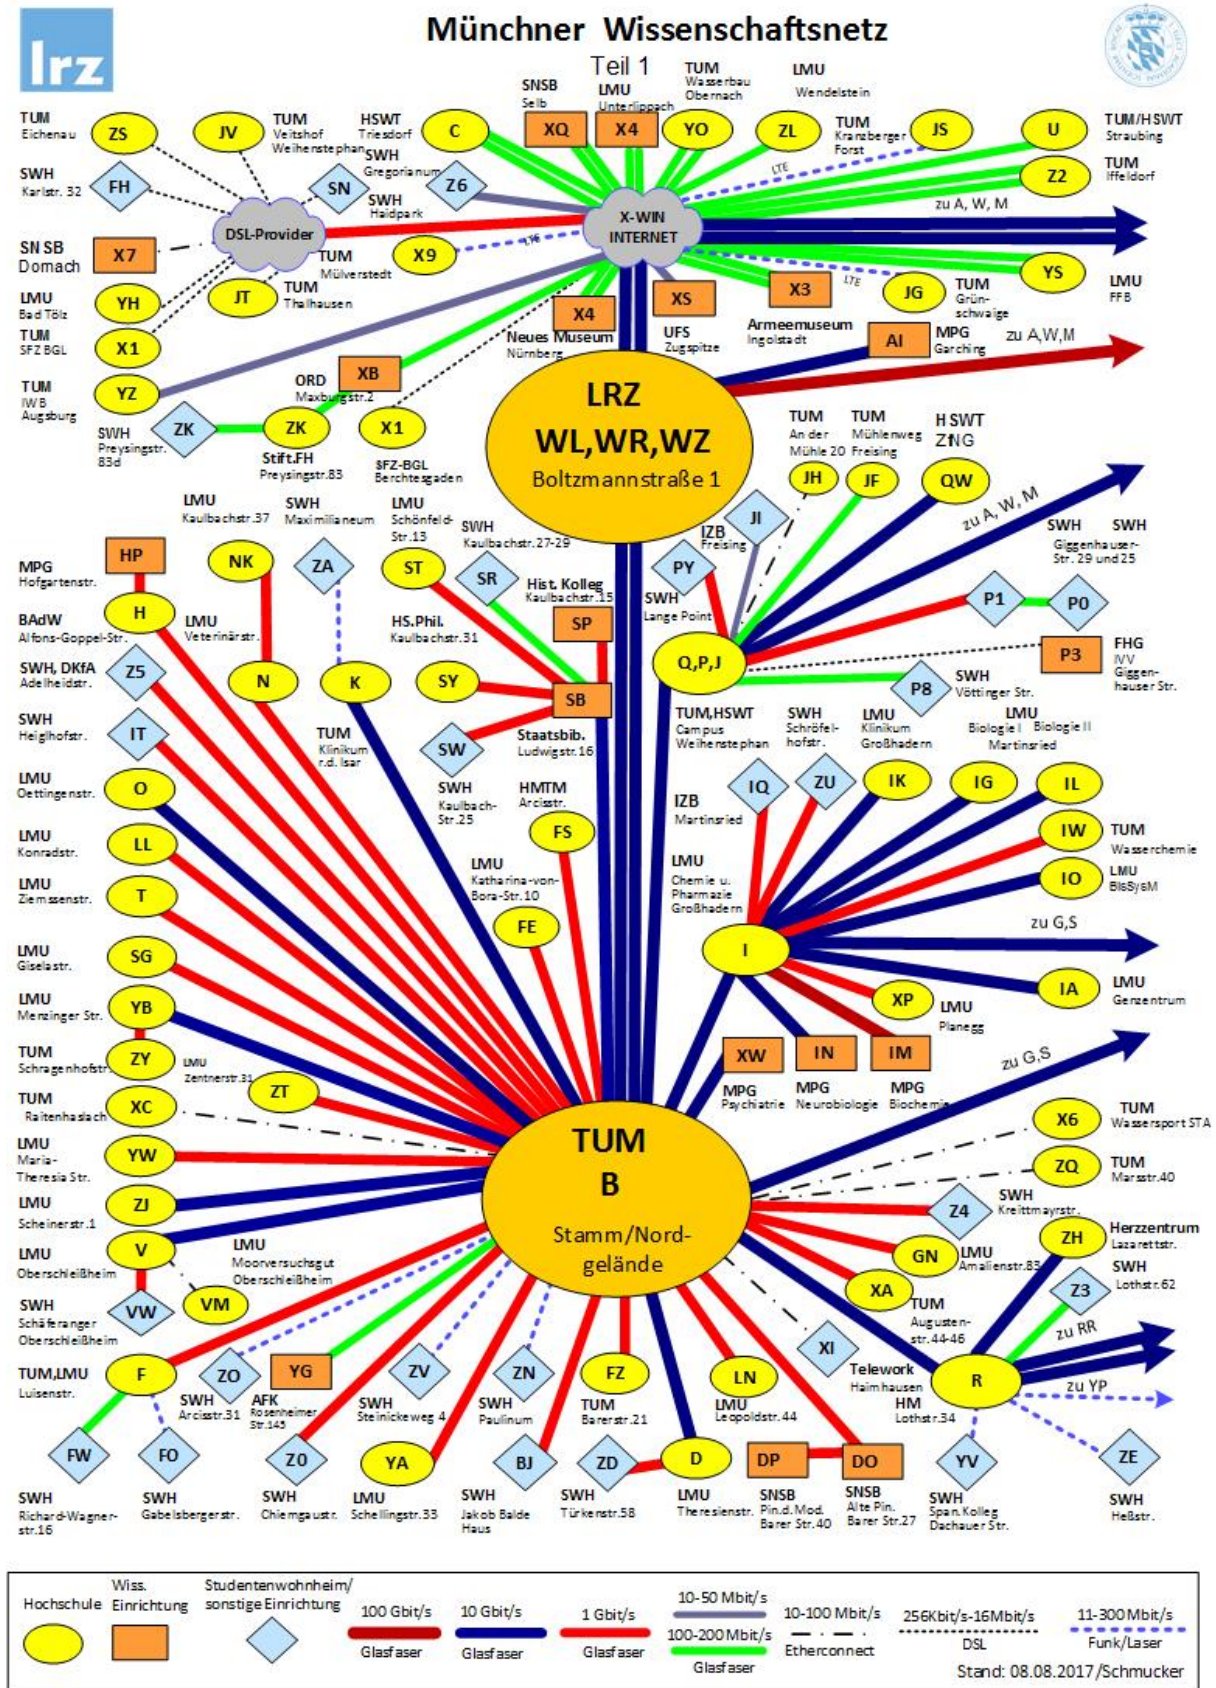 lrz
Münchner Wissenschaftsnetz
Teil 1
TUM
Eichenau
ZS
JV
TUM
Veitshof
Weihenstephan
HSWT
Triesdorf
C
SNSB
Selb
XQ
LMU
Unterlippach
X4
TUM
Wasserbau
Obernach
YO
LMU
Wendelstein
ZL
TUM
Kranzberger
Forst
JS
LTE
U
TUM/HSWT
Straubing
Z2
TUM
Iffeldorf
SWH
Karlstr. 32
FH
SN
SWH
Haidpark
SWH
Gregorianum
Z6
X-WIN
INTERNET
zu A, W, M
DSL-Provider
SNSB
Dornach
X7
TUM
Mülverstedt
X9
LTE
LMU
Bad Tölz
YH
JT
TUM
Thalhausen
TUM
SFZ BGL
X1
X4
Neues Museum
Nürnberg
XS
UFS
Zugspitze
X3
Armeemuseum
Ingolstadt
LTE
JG
TUM
Grün-
schwaige
YS
LMU
FFB
AI
MPG
Garching
zu A,W,M
TUM
IWB
Augsburg
YZ
ORD
Maxburgstr.2
XB
SWH
Preysingstr.
83d
ZK
ZK
Stift.FH
Preysingstr.83
X1
SFZ-BGL
Berchtesgaden
LRZ
WL,WR,WZ
Boltzmannstraße 1
TUM
An der
Mühle 20
JH
TUM
Mühlenweg
Freising
JF
HSWT
ZfNG
QW
zu A, W, M
JI
IZB
Freising
PY
SWH
Lange Point
SWH
SWH
Giggenhauser-
Str. 29 und 25
P1
P0
P3
FHG
IVV
Giggen-
hauser Str.
Q,P,J
P8
SWH
Vöttinger Str.
TUM,HSWT
Campus
Weihenstephan
LMU
Kaulbachstr.37
NK
SWH
Maximilianeum
ZA
LMU
Schönfeld-
Str.13
ST
SWH
Kaulbachstr.27-29
SR
Hist. Kolleg
Kaulbachstr.15
SP
MPG
Hofgartenstr.
HP
BAdW
Alfons-Goppel-Str.
H
LMU
Veterinärstr.
N
K
TUM
Klinikum
r.d. Isar
HS.Phil.
Kaulbachstr.31
SY
SB
Staatsbib.
Ludwigstr.16
SW
SWH
Kaulbach-
Str.25
SWH, DKfA
Adelheidstr.
Z5
SWH
Heiglhofstr.
IT
LMU
Oettingenstr.
O
LMU
Konradstr.
LL
LMU
Ziemssenstr.
T
LMU
Giselastr.
SG
LMU
Menzinger Str.
YB
TUM
Schragenhofstr.
ZY
LMU
Zentnerstr.31
ZT
TUM
Raitenhaslach
XC
LMU
Maria-
Theresia Str.
YW
LMU
Scheinerstr.1
ZJ
LMU
Oberschleißheim
V
LMU
Moorversuchsgut
Oberschleißheim
VM
SWH
Schäferanger
Oberschleißheim
VW
HMTM
Arcisstr.
FS
LMU
Katharina-von-
Bora-Str.10
FE
SWH
Schröfel-
hofstr.
ZU
LMU
Klinikum
Großhadern
IK
LMU
Biologie I
Biologie II
Martinsried
IG
IL
IZB
Martinsried
IQ
IW
TUM
Wasserchemie
IO
LMU
BioSysM
LMU
Chemie u.
Pharmazie
Großhadern
I
zu G,S
IA
LMU
Genzentrum
XP
LMU
Planegg
XW
MPG
Psychiatrie
IN
MPG
Neurobiologie
IM
MPG
Biochemie
zu G,S
TUM
B
Stamm/Nord-
gelände
X6
TUM
Wassersport STA
ZQ
TUM
Marsstr.40
Z4
SWH
Kreittmayrstr.
GN
LMU
Amalienstr.83
XA
TUM
Augusten-
str.44-46
ZH
Herzzentrum
Lazarettstr.
Z3
SWH
Lothstr.62
XI
Telework
Haimhausen
R
HM
Lothstr.34
zu RR
zu YP
YV
SWH
Span.Kolleg
Dachauer Str.
ZE
SWH
Heßstr.
TUM,LMU
Luisenstr.
F
ZO
SWH
Arcisstr.31
YG
AFK
Rosenheimer
Str.145
ZV
SWH
Steinickeweg 4
ZN
SWH
Paulinum
FZ
TUM
Barerstr.21
LN
LMU
Leopoldstr.44
FW
SWH
Richard-Wagner-
str.16
FO
SWH
Gabelsbergerstr.
Z0
SWH
Chiemgaustr.
YA
LMU
Schellingstr.33
BJ
SWH
Jakob Balde
Haus
ZD
SWH
Türkenstr.58
D
LMU
Theresienstr.
DP
SNSB
Pin.d.Mod.
Barer Str.40
DO
SNSB
Alte Pin.
Barer Str.27
Hochschule
Wiss.
Einrichtung
Studentenwohnheim/
sonstige Einrichtung
100 Gbit/s
Glasfaser
10 Gbit/s
Glasfaser
1 Gbit/s
Glasfaser
10-50 Mbit/s
100-200 Mbit/s
Glasfaser
10-100 Mbit/s
Etherconnect
256Kbit/s-16Mbit/s
DSL
11-300 Mbit/s
Funk/Laser
Stand: 08.08.2017/Schmucker